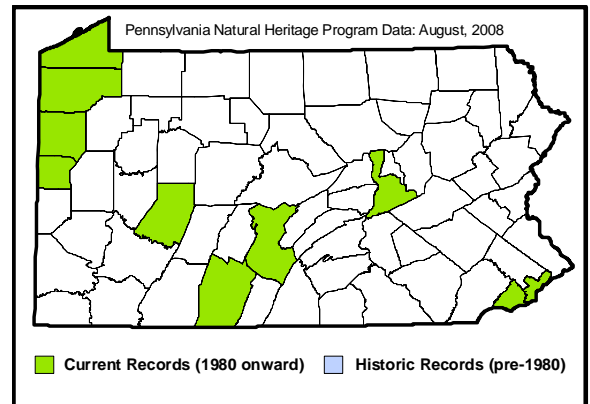 Pennsylvania Natural Heritage Program Data: August, 2008
Current Records (1980 onward) Historic Records (pre-1980)